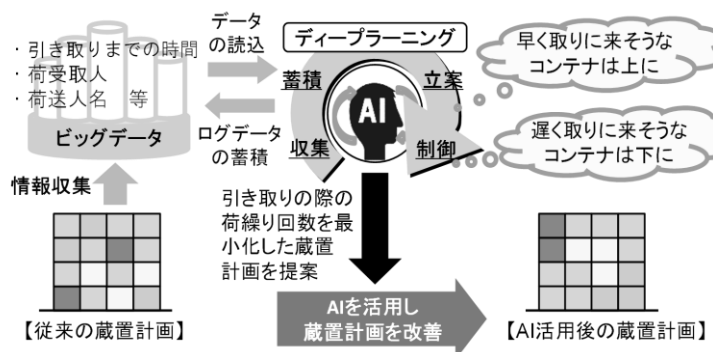 ・引き取りまでの時間
・荷受取人
・荷送人名　等
ビッグデータ
情報収集
【従来の蔵置計画】
データ
の読込
ログデータ
の蓄積
ディープラーニング
蓄積
立案
AI
収集
制御
早く取りに来そうな
コンテナは上に
遅く取りに来そうな
コンテナは下に
引き取りの際の
荷繰り回数を最
小化した蔵置
計画を提案
AIを活用し
蔵置計画を改善
【AI活用後の蔵置計画】